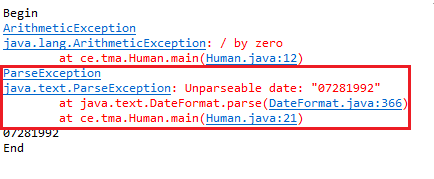 Begin
ArithmeticException
java.lang.ArithmeticException: / by zero
at ce.tma.Human.main(Human.java:12)
ParseException
java.text.ParseException: Unparseable date: "07281992"
at java.text.DateFormat.parse(DateFormat.java:366)
at ce.tma.Human.main(Human.java:21)
07281992
End